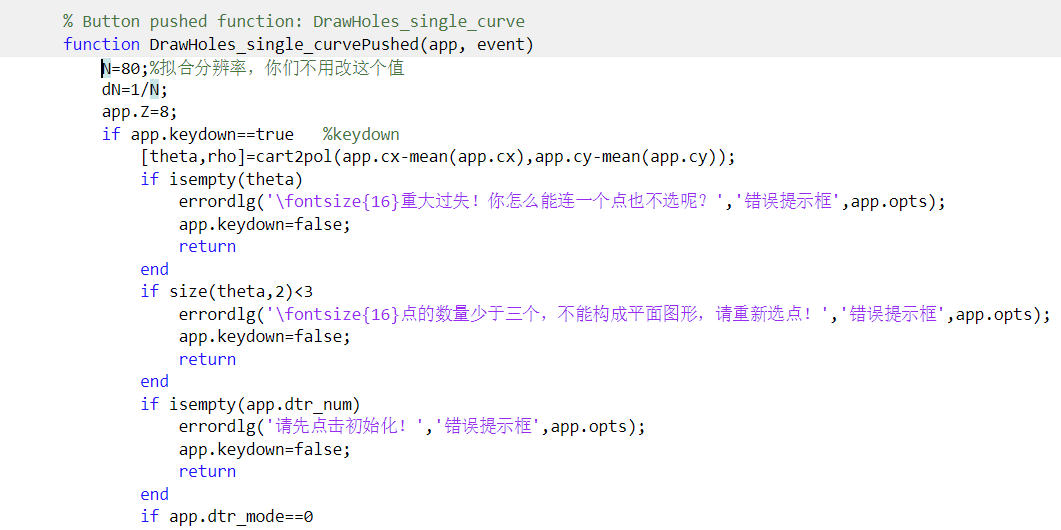 % Button pushed function: DrawHoles_single_curve
function DrawHoles_single_curvePushed(app, event)
N=80;%拟合分辨率，你们不用改这个值
dN=1/N;
app.Z=8;
if app.keydown==true   %keydown
[theta,rho]=cart2pol(app.cx-mean(app.cx),app.cy-mean(app.cy));
if isempty(theta)
errordlg('\fontsize{16}重大过失！你怎么能连一个点也不选呢？','错误提示框',app.opts);
app.keydown=false;
return
end
if size(theta,2)<3
errordlg('\fontsize{16}点的数量少于三个，不能构成平面图形，请重新选点！','错误提示框',app.opts);
app.keydown=false;
return
end
if isempty(app.dtr_num)
errordlg('请先点击初始化！','错误提示框',app.opts);
app.keydown=false;
return
end
if app.dtr_mode==0